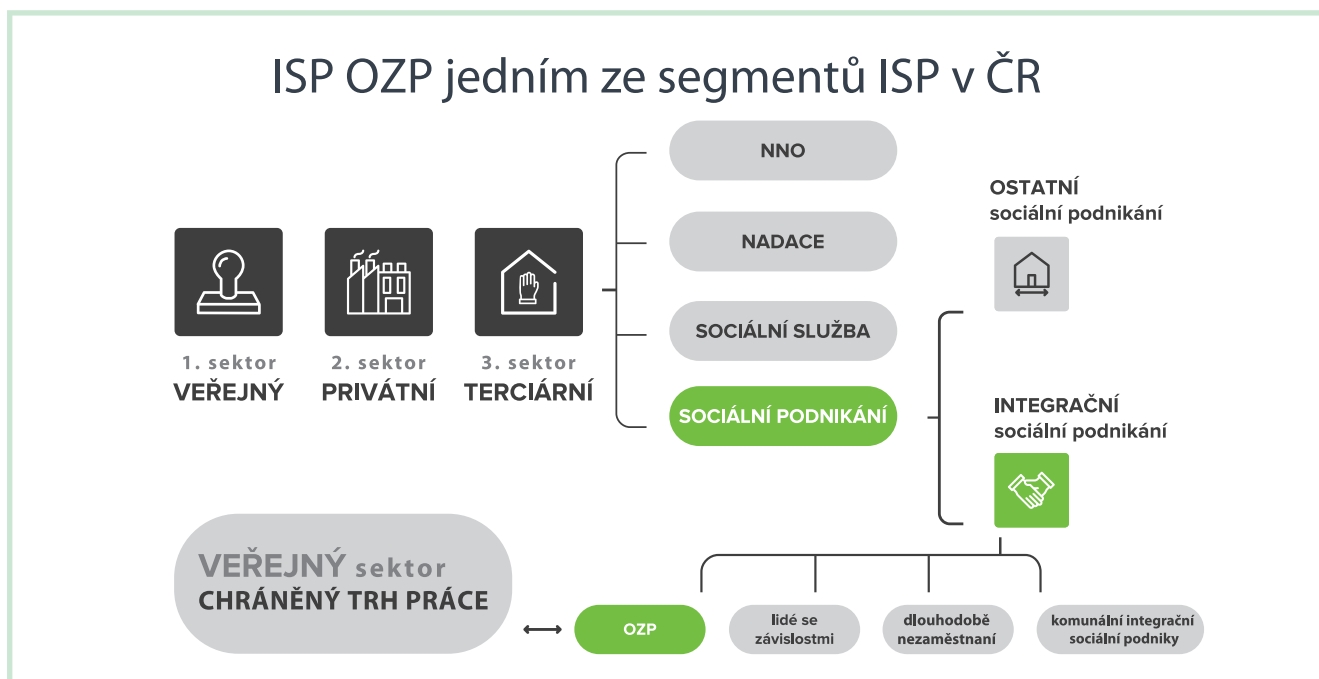 ISP OZP jedním ze segmentů ISP v ČR
1. sektor
VEŘEJNÝ
2. sektor
PRIVÁTNÍ
3. sektor
TERCIÁRNÍ
NNO
NADACE
SOCIÁLNÍ SLUŽBA
SOCIÁLNÍ PODNIKÁNÍ
OSTATNÍ
sociální podnikání
INTEGRAČNÍ
sociální podnikání
VEŘEJNÝ sektor
CHRÁNĚNÝ TRH PRÁCE
OZP
lidé se
závislostmi
dlouhodobě
nezaměstnaní
komunální integrační
sociální podniky